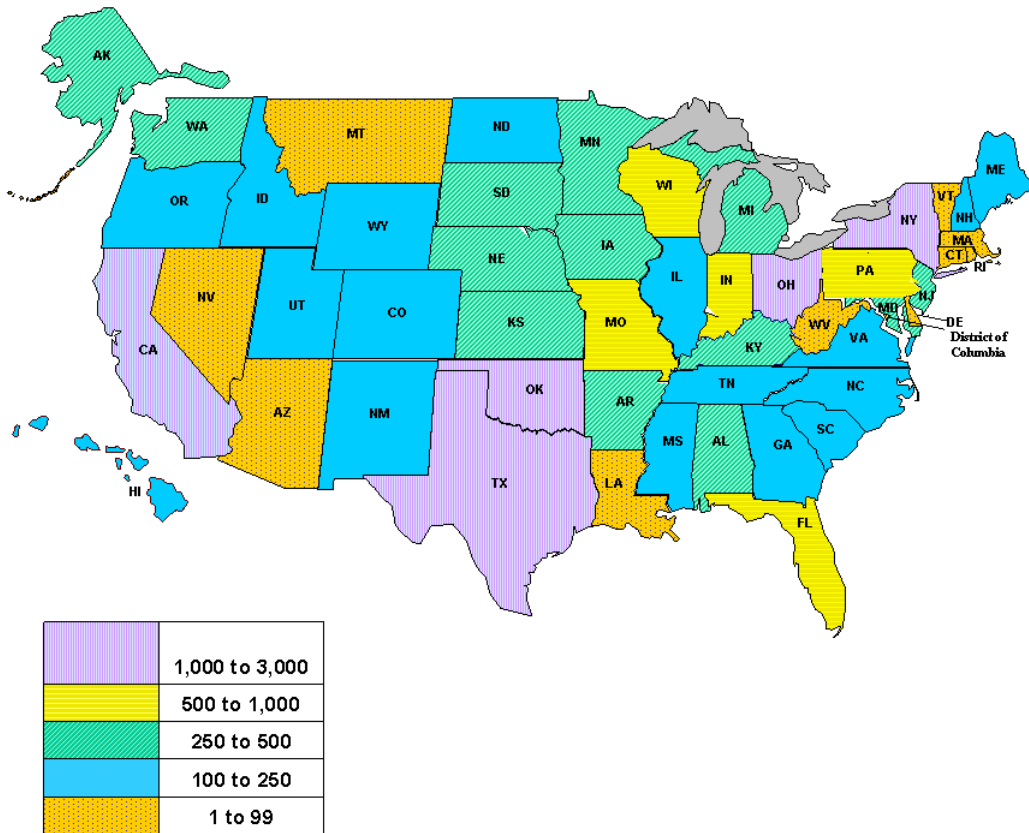 AK
WA
MT
ND
MN
ME
OR
ID
SD
WI
MI
NY
VT
NH
WY
MA
CT
RI
IA
NE
PA
NV
UT
CO
IL
IN
OH
NJ
MD
KS
MO
WV
DE
District of
Columbia
CA
KY
VA
TN
NC
AZ
NM
OK
AR
MS
AL
GA
SC
TX
LA
HI
FL
1,000 to 3,000
500 to 1,000
250 to 500
100 to 250
1 to 99